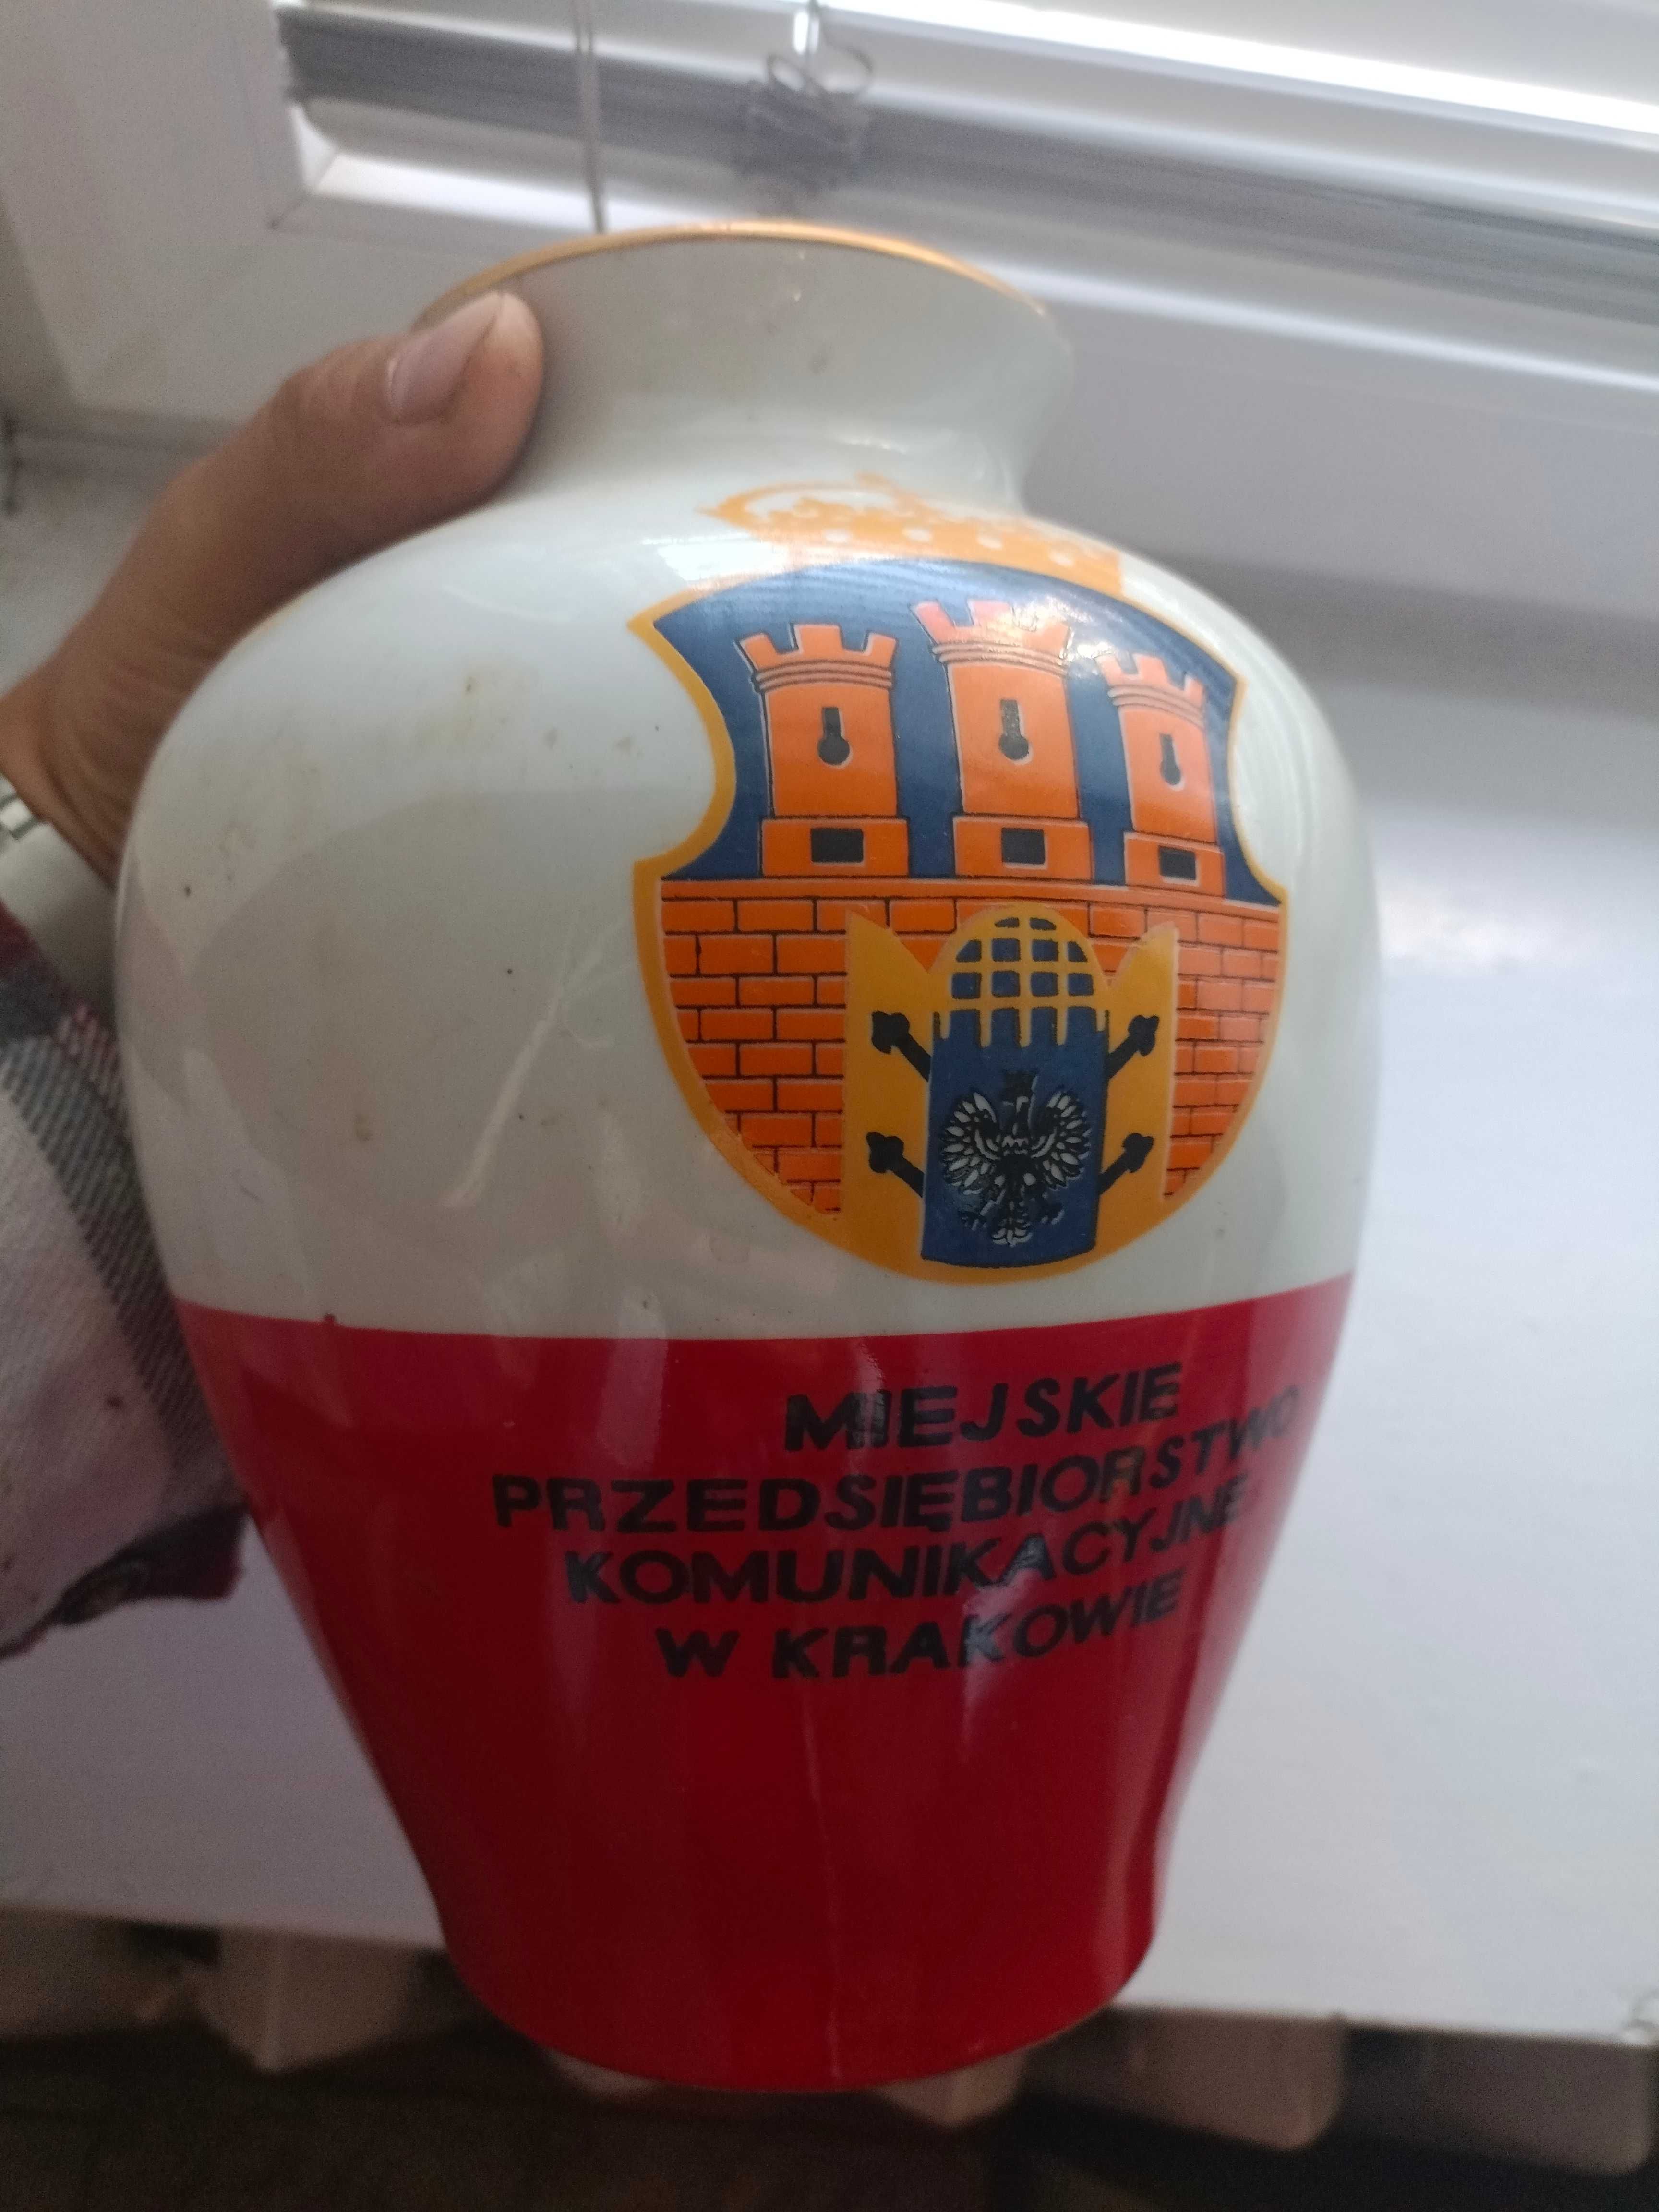 MIEJSKIE
PRZEDSIĘBIORSTWO
KOMUNIKACYJNE
W KRAKOWIE